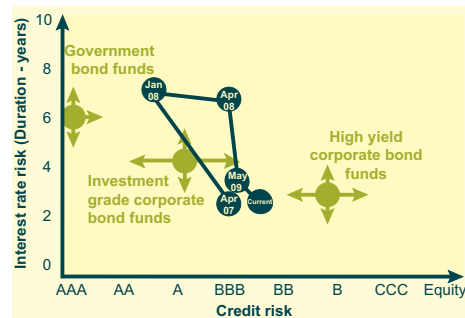 10
8
6
4
2
0
Interest rate risk (Duration - years)
Government
bond funds
Jan
08
Apr
08
High yield
corporate bond
funds
Investment
grade corporate
bond funds
May
09
Apr
07
Current
AAA AA A BBB BB B CCC Equity
Credit risk